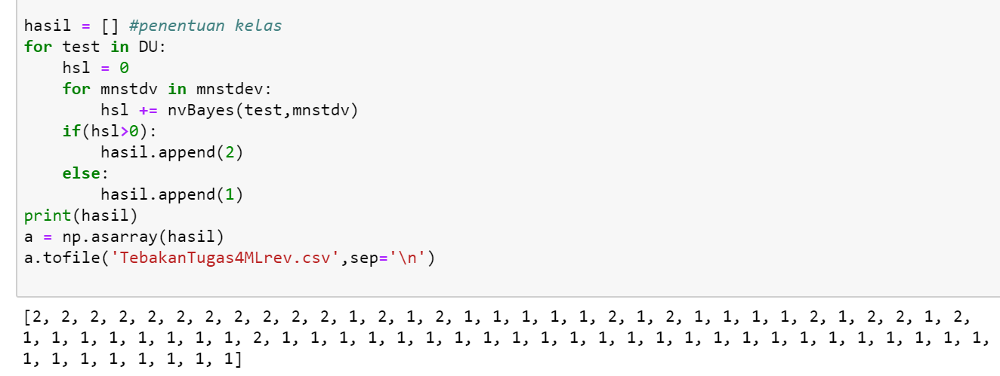 hasil = [] #penentuan kelas
for test in DU:
    hsl = 0
    for mnstdv in mnstdev:
        hsl += nvBayes(test,mnstdv)
    if(hsl>0):
        hasil.append(2)
    else:
        hasil.append(1)
print(hasil)
a = np.asarray(hasil)
a.tofile('TebakanTugas4MLrev.csv',sep='\n')
[2, 2, 2, 2, 2, 2, 2, 2, 2, 2, 2, 1, 2, 1, 2, 1, 1, 1, 1, 1, 2, 1, 2, 1, 1, 1, 1, 2, 1, 2, 2, 1, 2,
1, 1, 1, 1, 1, 1, 1, 1, 2, 1, 1, 1, 1, 1, 1, 1, 1, 1, 1, 1, 1, 1, 1, 1, 1, 1, 1, 1, 1, 1, 1, 1, 1, 1,
1, 1, 1, 1, 1, 1, 1, 1]